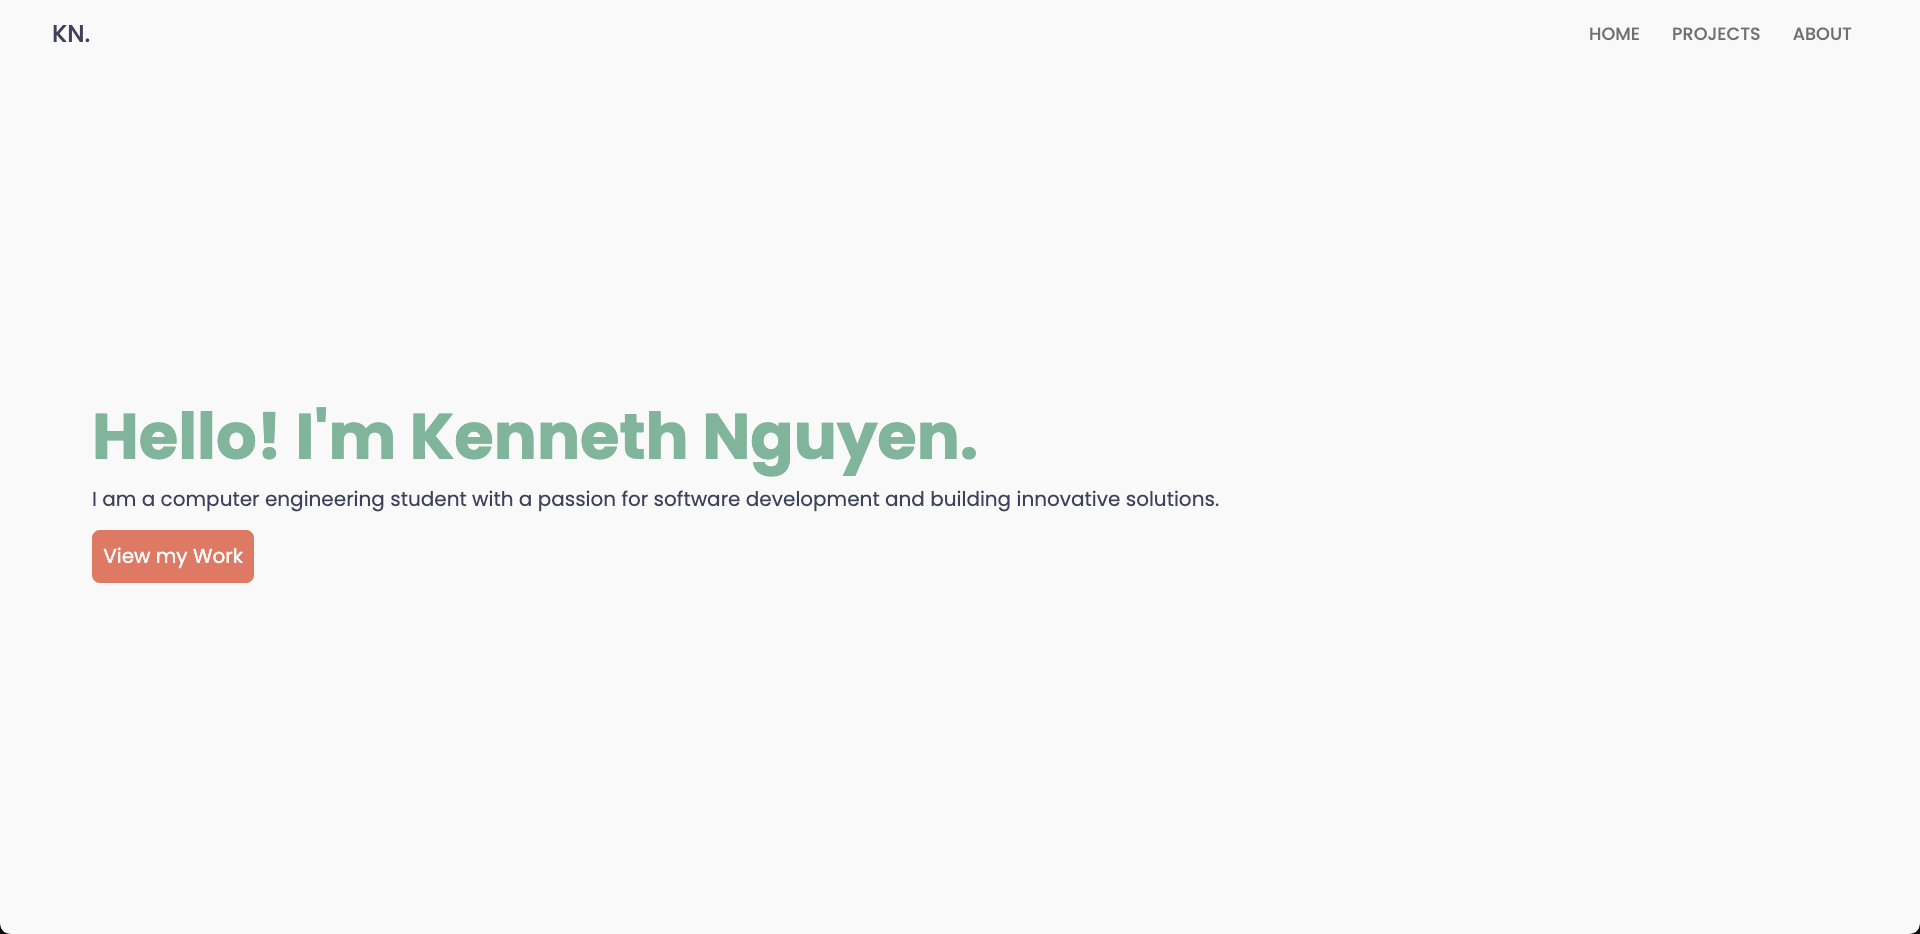 KN.
HOME PROJECTS ABOUT
Hello! I'm Kenneth Nguyen.
I am a computer engineering student with a passion for software development and building innovative solutions.
View my Work